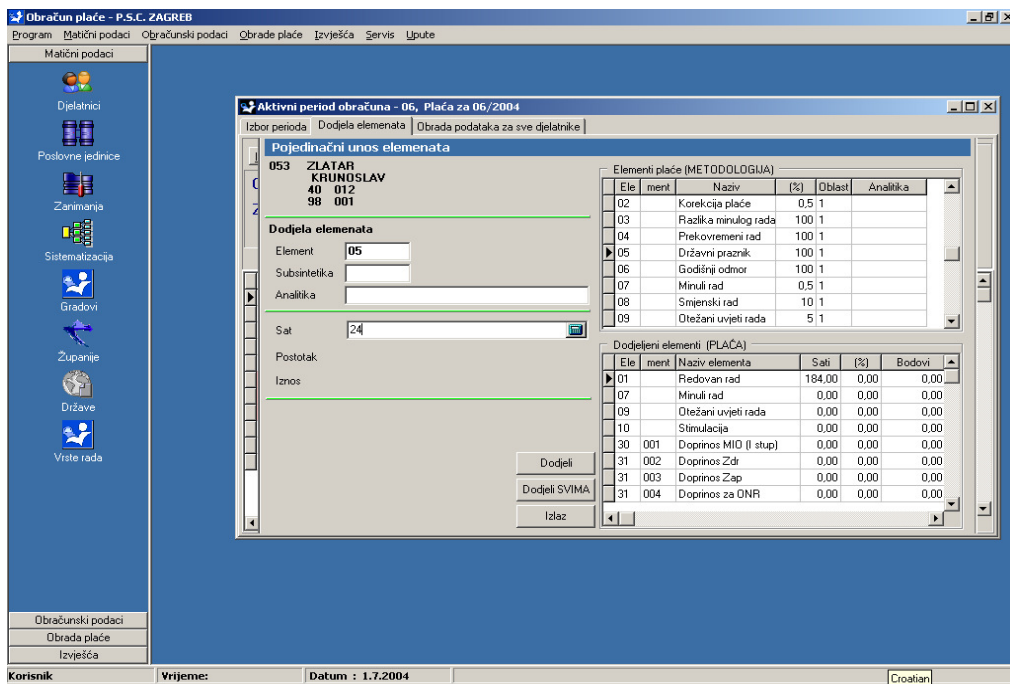 Obračun plaće - P.S.C. ZAGREB
Program Matični podaci Obračunski podaci Obrade plaće Izvješća Servis Upute
Matični podaci
Djelatnici
Poslovne jedinice
Zanimanja
Sistematizacija
Gradovi
Županije
Države
Vrste rada
Obračunski podaci
Obrada plaće
Izvješća
Aktivni period obračuna - 06, Plaća za 06/2004
Izbor perioda Dodjela elemenata Obrada podataka za sve djelatnike
Pojedinačni unos elemenata
053 ZLATAR
KRUNOSLAV
40 012
98 001
Dodjela elemenata
Element 05
Subsintetika
Analitika
Sat 24
Postotak
Iznos
Dodjeli
Dodjeli SVIMA
Izlaz
Elementi plaće (METODOLOGIJA)
Ele ment Naziv (%) Oblast Analitika
02 Korekcija plaće 0,5 1
03 Razlika minulog rada 100 1
04 Prekovremeni rad 100 1
05 Državni praznik 100 1
06 Godišnji odmor 100 1
07 Minuli rad 0,5 1
08 Smjenski rad 10 1
09 Otežani uvjeti rada 5 1
Dodjeljeni elementi (PLAĆA)
Ele ment Naziv elementa Sati (%) Bodovi
01 Redovan rad 184,00 0,00 0,00
07 Minuli rad 0,00 0,00 0,00
09 Otežani uvjeti rada 0,00 0,00 0,00
10 Stimulacija 0,00 0,00 0,00
30 001 Doprinos MIO (I stup) 0,00 0,00 0,00
31 002 Doprinos Zdr 0,00 0,00 0,00
31 003 Doprinos Zap 0,00 0,00 0,00
31 004 Doprinos za ONR 0,00 0,00 0,00
Korisnik Vrijeme: Datum : 1.7.2004
Croatian